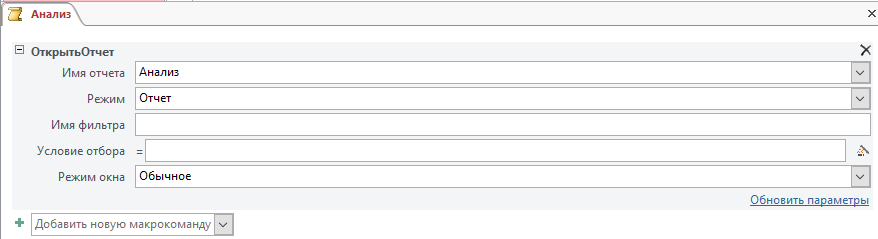 Анализ
ОткрытьОтчет
Имя отчета Анализ
Режим Отчет
Имя фильтра
Условие отбора =
Режим окна Обычное
Обновить параметры
Добавить новую макрокоманду